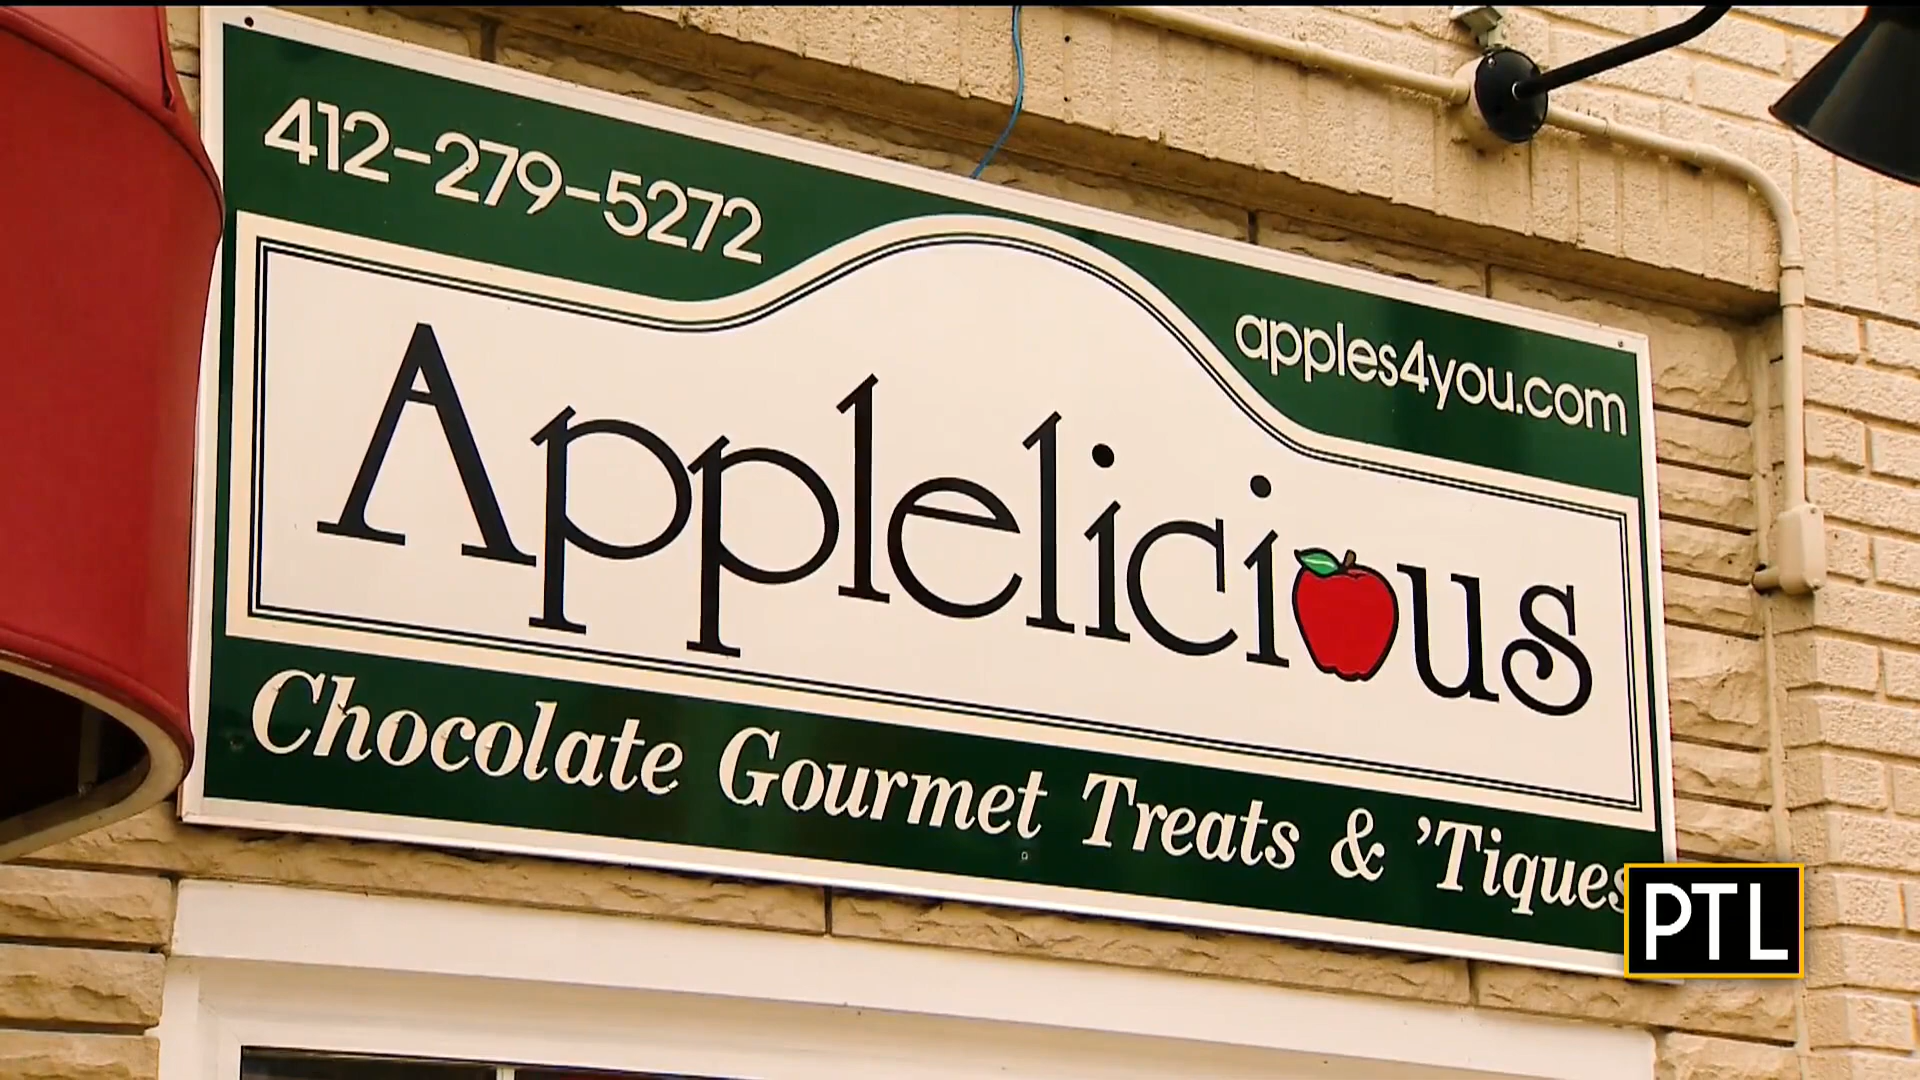 412-279-5272
apples4you.com
Applelicious
Chocolate Gourmet Treats & 'Tiques
PTL